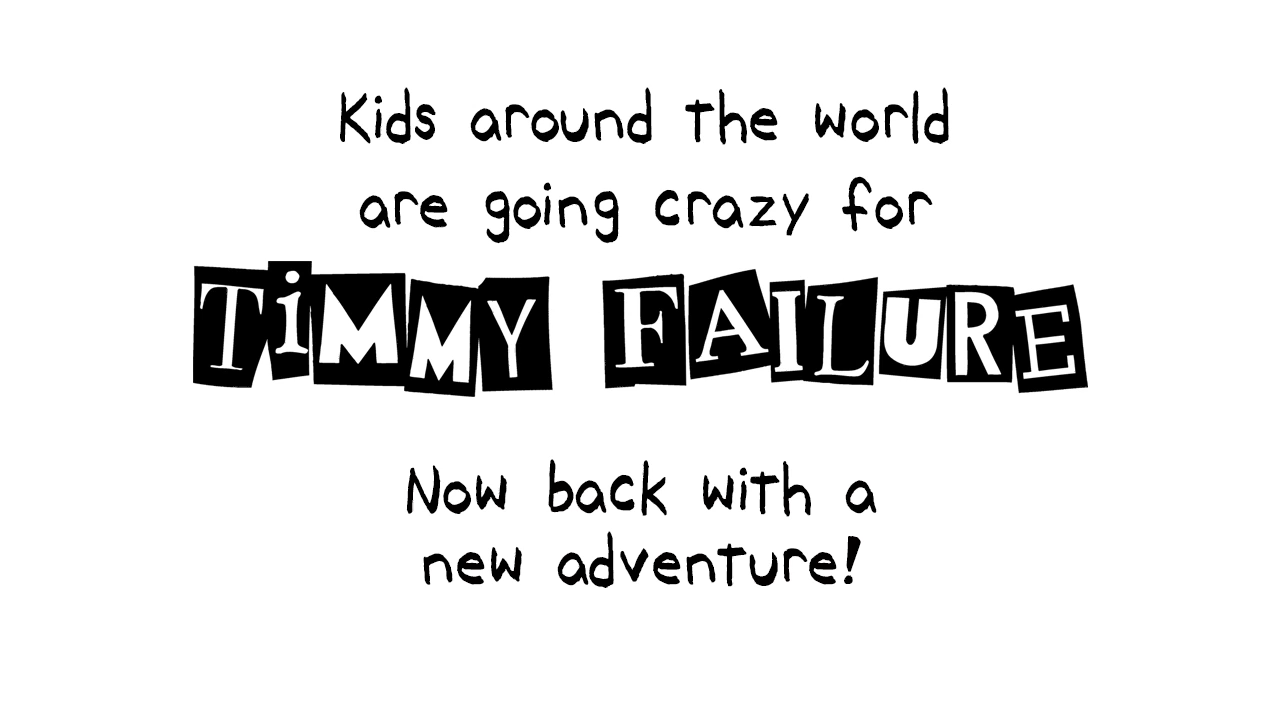 Kids around the world
are going crazy for
TiMMY FAILURE
Now back with a
new adventure!